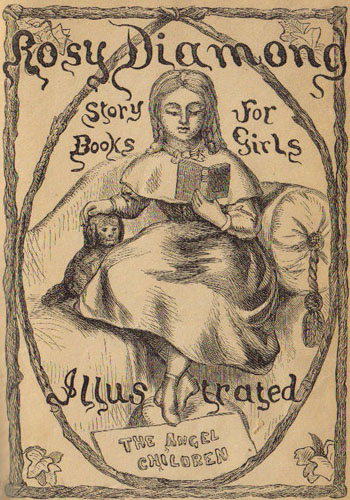 Rosy Diamond
Story For
Books Girls
Illustrated
THE ANGEL
CHILDREN